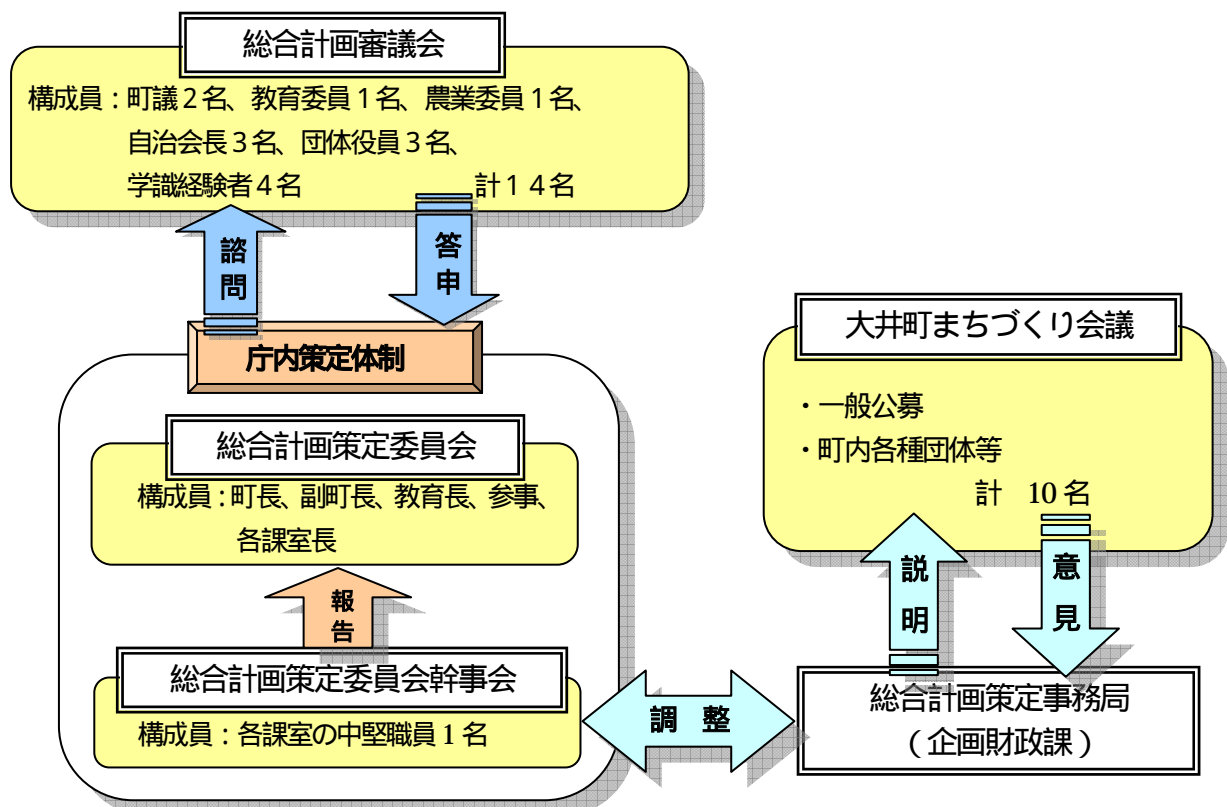 総合計画審議会
構成員：町議２名、教育委員１名、農業委員１名、
自治会長３名、団体役員３名、
学識経験者４名　計１４名
諮問
答申
庁内策定体制
総合計画策定委員会
構成員：町長、副町長、教育長、参事、
各課室長
報告
総合計画策定委員会幹事会
構成員：各課室の中堅職員1名
調　整
大井町まちづくり会議
・一般公募
・町内各種団体等
計　10名
説明
意見
総合計画策定事務局
（企画財政課）